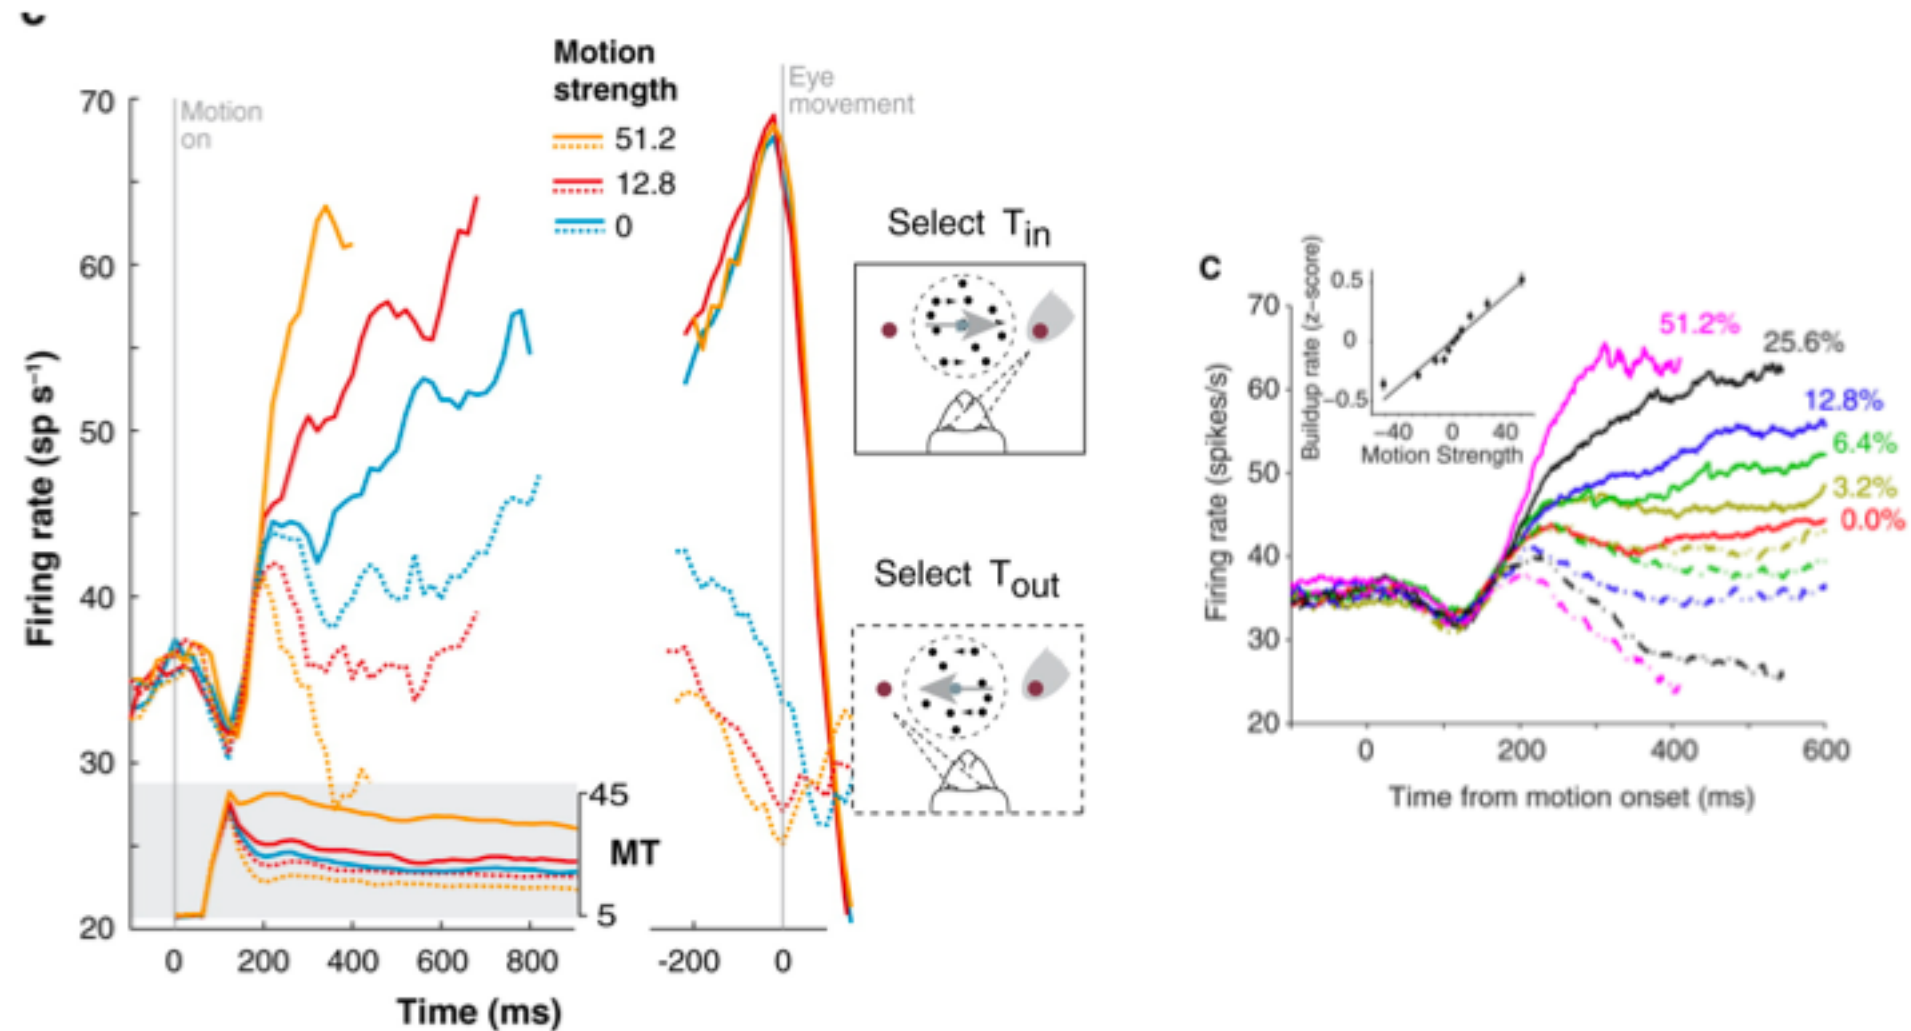 Motion
strength
51.2
12.8
0
Motion
on
Eye
movement
70
60
50
40
30
20
Firing rate (sp s⁻¹)
45
MT
5
0 200 400 600 800
-200 0
Time (ms)
Select Tin
Select Tout
C
70
60
50
40
30
20
Firing rate (spikes/s)
0.5
0
−0.5
Buildup rate (z−score)
−40 0 40
Motion Strength
51.2%
25.6%
12.8%
6.4%
3.2%
0.0%
0 200 400 600
Time from motion onset (ms)